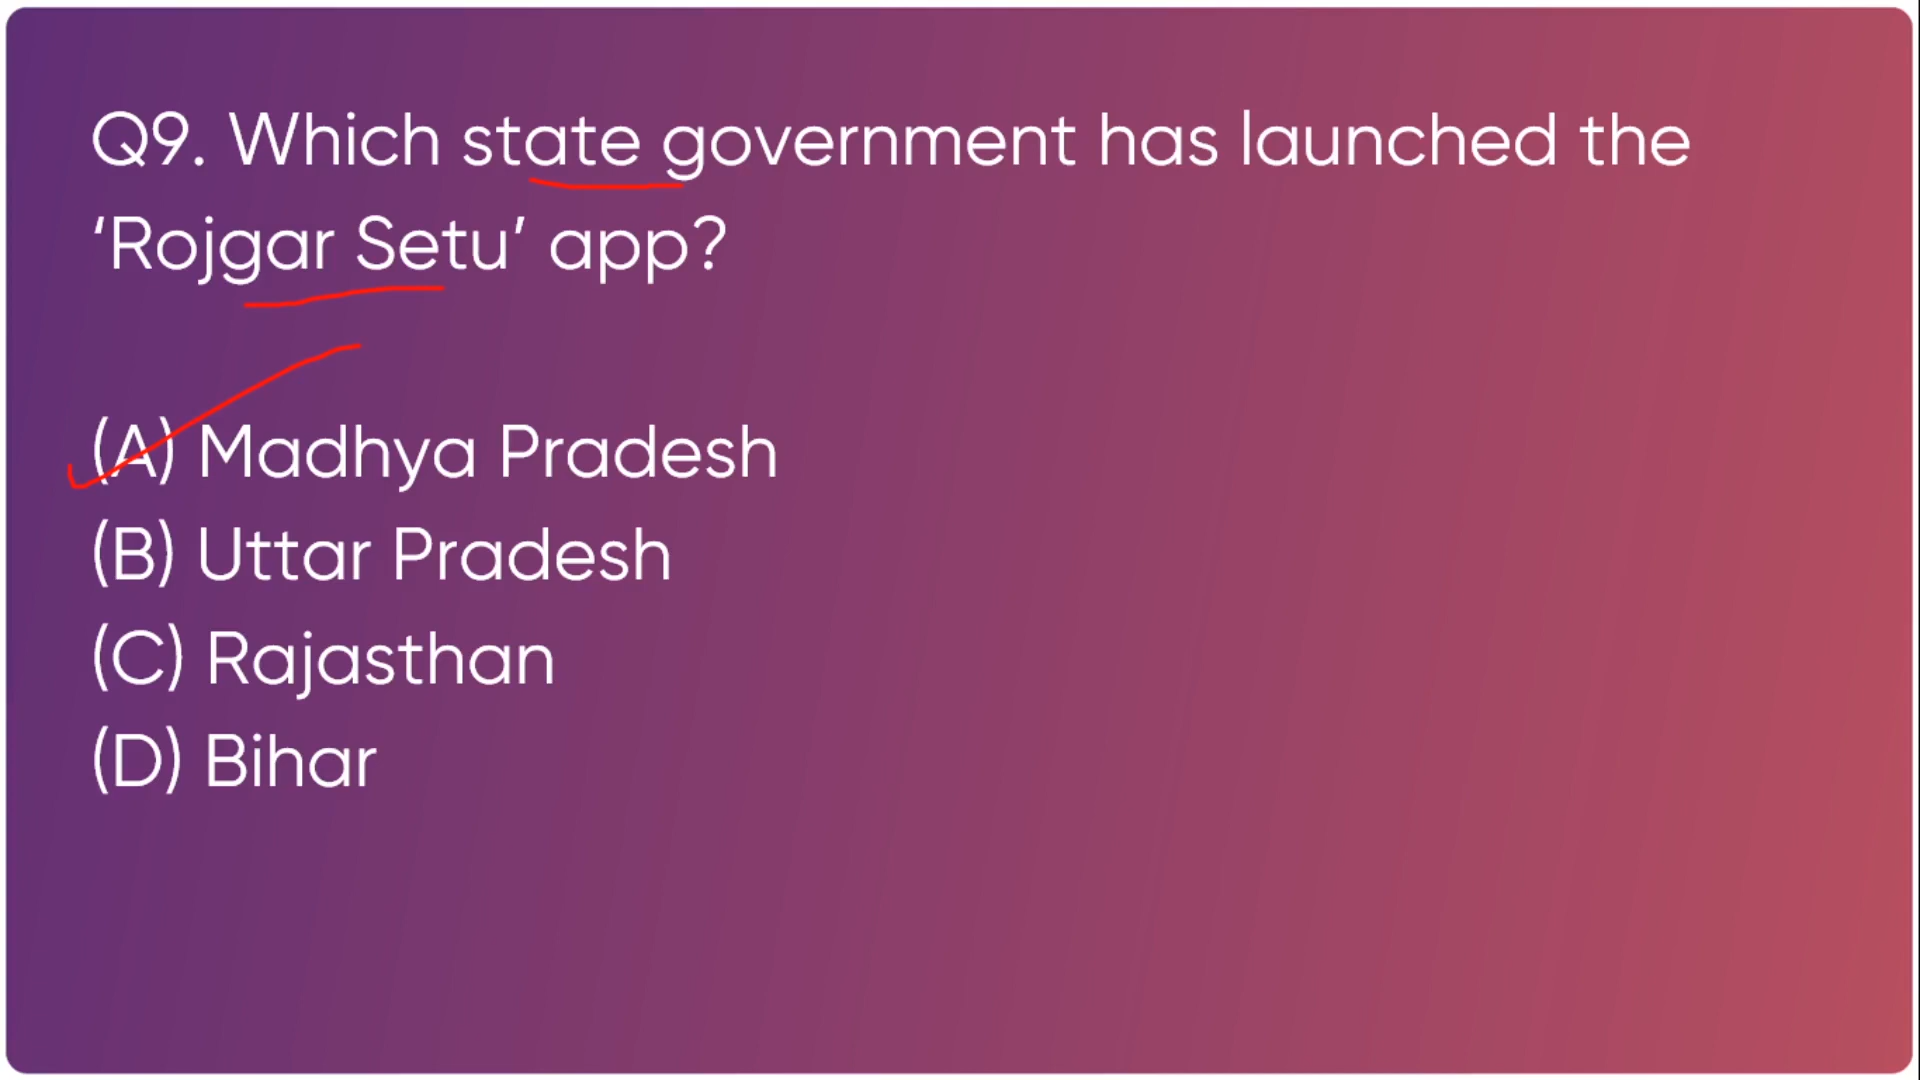 Q9. Which state government has launched the
‘Rojgar Setu’ app?
(A) Madhya Pradesh
(B) Uttar Pradesh
(C) Rajasthan
(D) Bihar